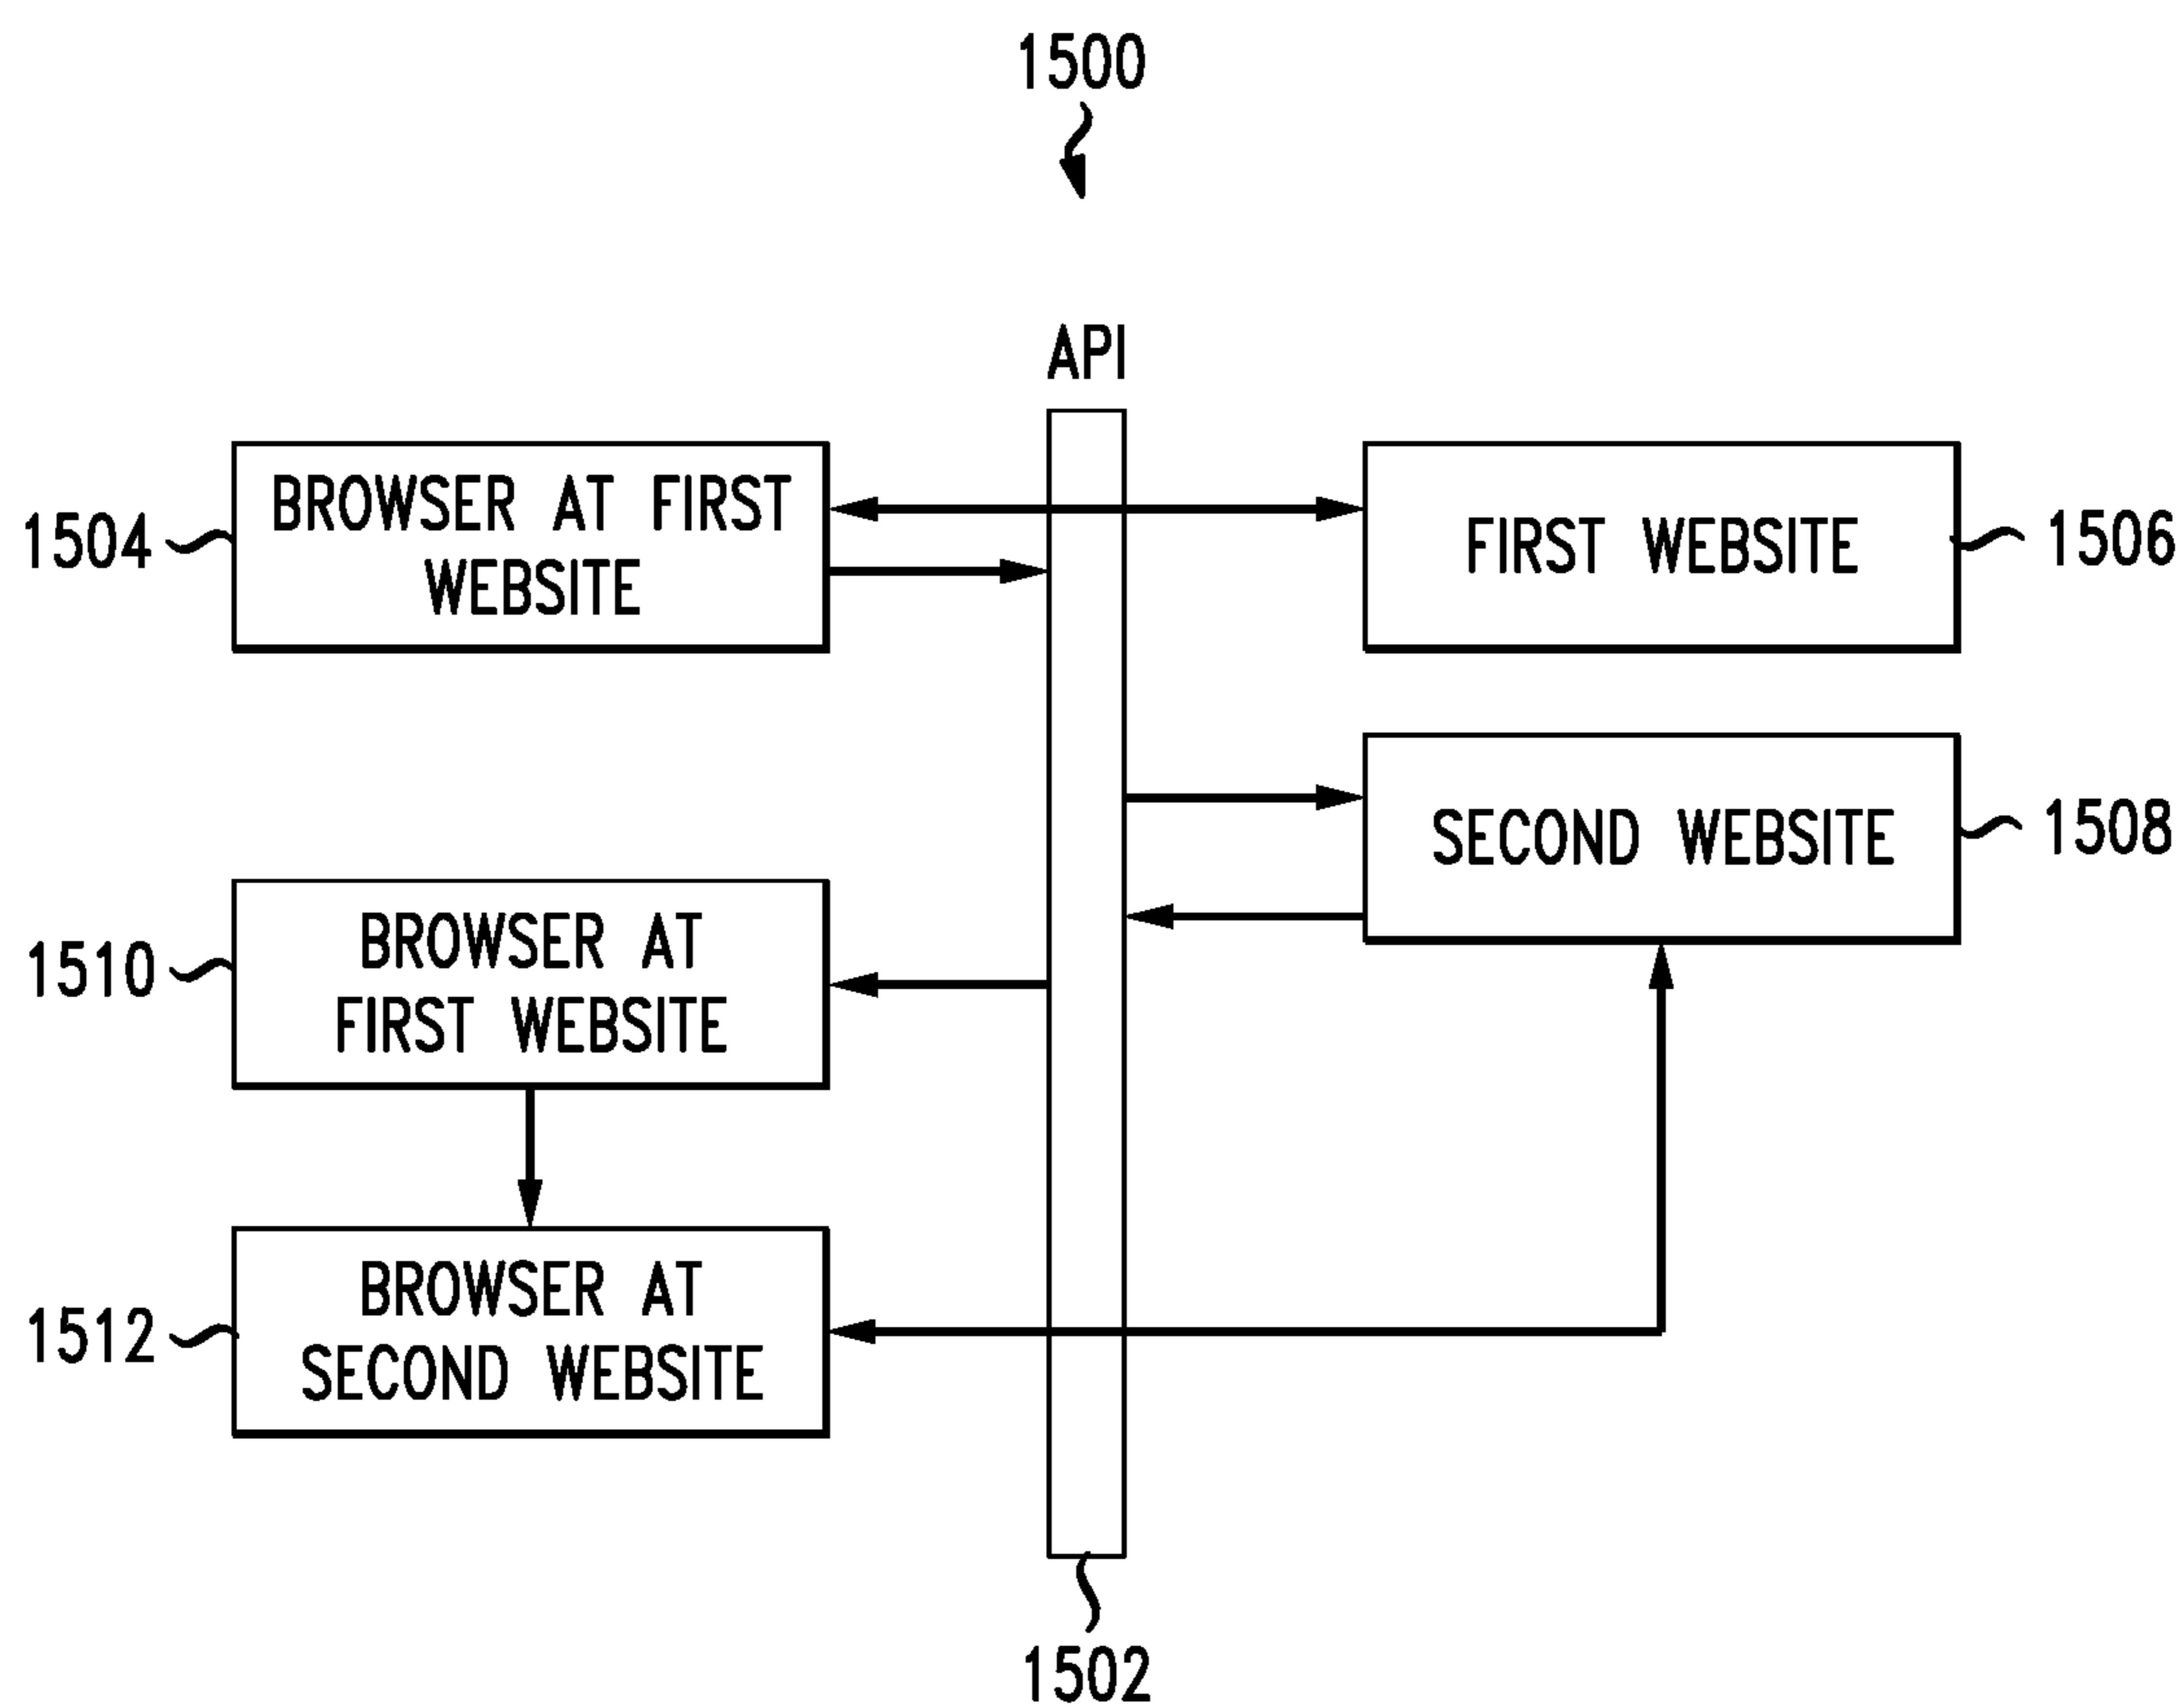 1500
API
BROWSER AT FIRST
WEBSITE
1504
FIRST WEBSITE
1506
SECOND WEBSITE
1508
BROWSER AT
FIRST WEBSITE
1510
BROWSER AT
SECOND WEBSITE
1512
1502